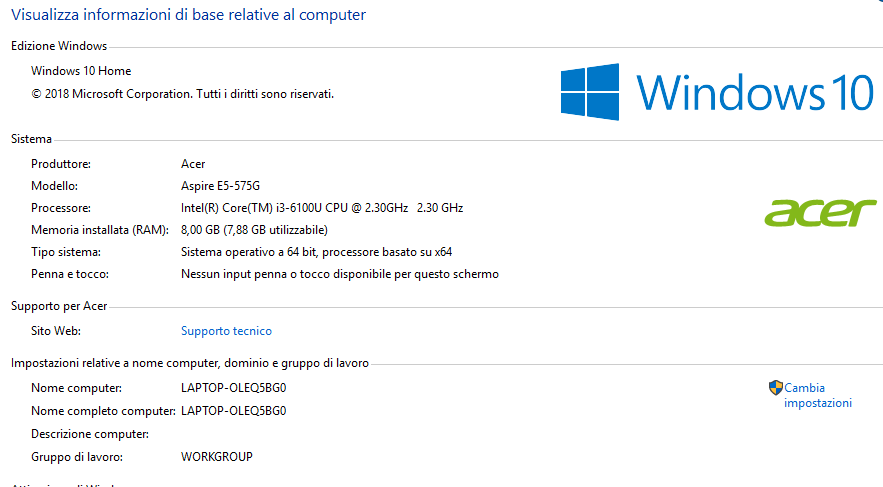 Visualizza informazioni di base relative al computer
Edizione Windows
Windows 10 Home
© 2018 Microsoft Corporation. Tutti i diritti sono riservati.
Windows 10
Sistema
Produttore: Acer
Modello: Aspire E5-575G
Processore: Intel(R) Core(TM) i3-6100U CPU @ 2.30GHz 2.30 GHz
acer
Memoria installata (RAM): 8,00 GB (7,88 GB utilizzabile)
Tipo sistema: Sistema operativo a 64 bit, processore basato su x64
Penna e tocco: Nessun input penna o tocco disponibile per questo schermo
Supporto per Acer
Sito Web: Supporto tecnico
Impostazioni relative a nome computer, dominio e gruppo di lavoro
Nome computer: LAPTOP-OLEQ5BG0
Cambia
impostazioni
Nome completo computer: LAPTOP-OLEQ5BG0
Descrizione computer:
Gruppo di lavoro: WORKGROUP